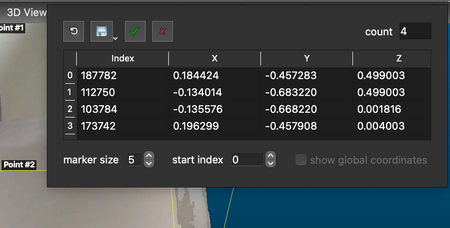 3D View
oint #1
count 4
Index X Y Z
0 187782 0.184424 -0.457283 0.499003
1 112750 -0.134014 -0.683220 0.499003
2 103784 -0.135576 -0.668220 0.001816
3 173742 0.196299 -0.457908 0.004003
marker size 5 start index 0 show global coordinates
Point #2